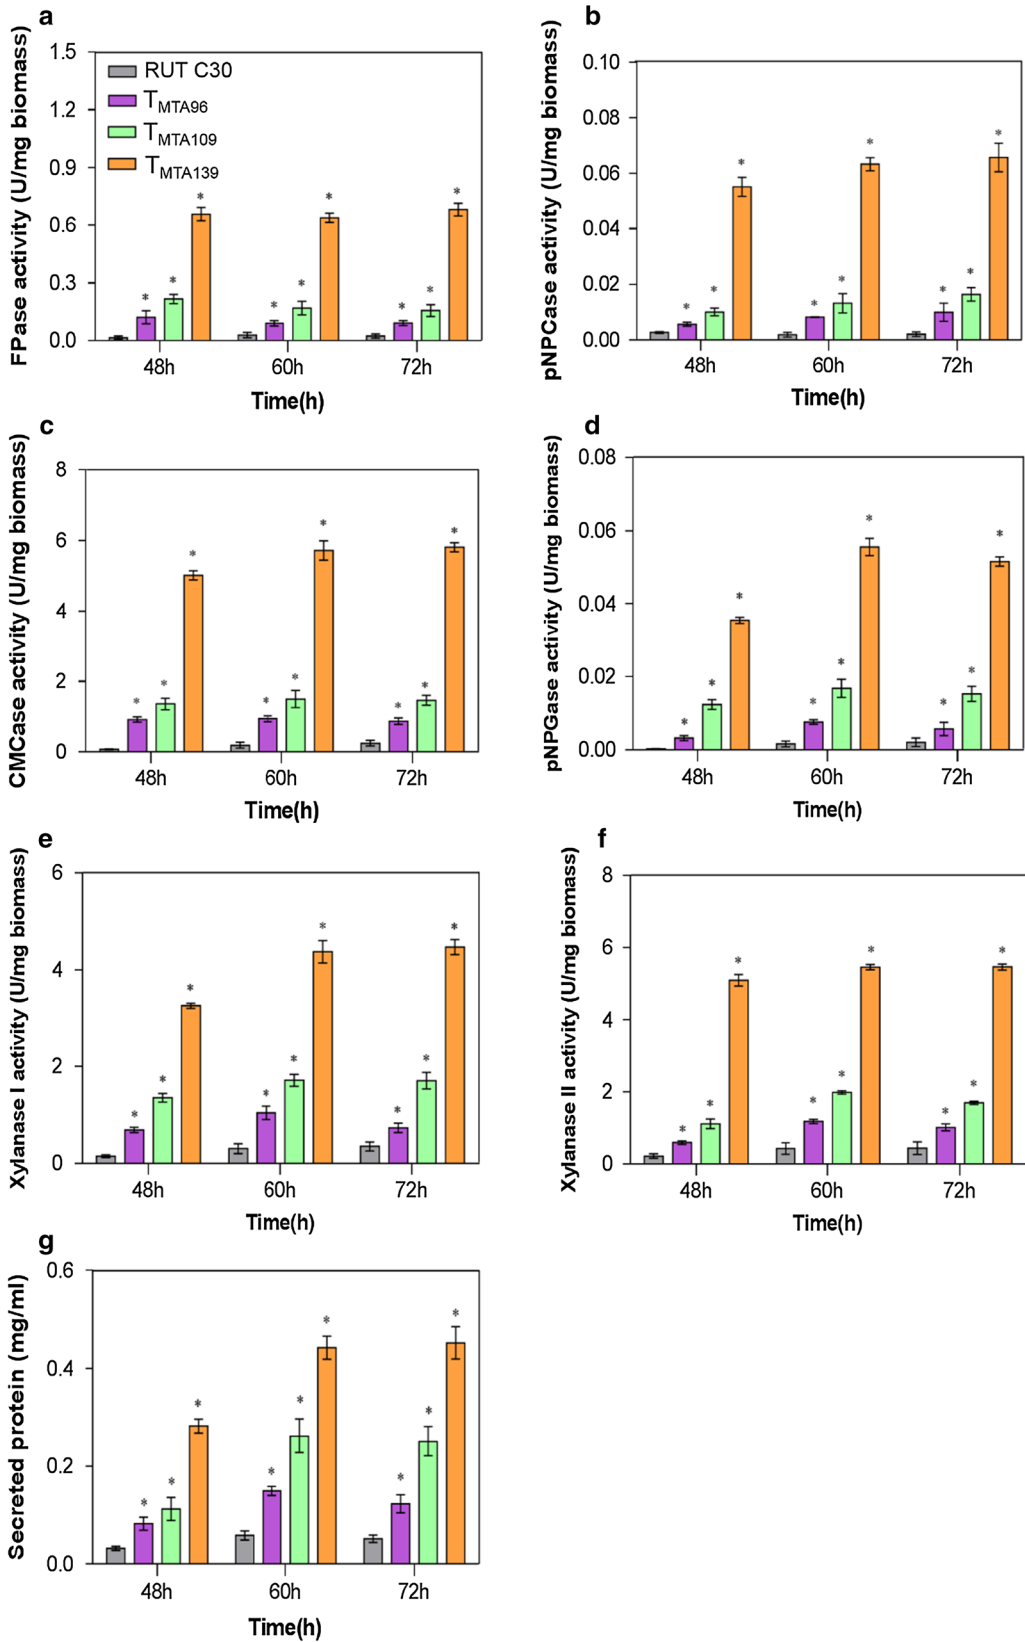 a
FPase activity (U/mg biomass)
1.5
1.2
0.9
0.6
0.3
0.0
RUT C30
TMTA96
TMTA109
TMTA139
* * * * * * * * *
48h 60h 72h
Time(h)
b
pNPCase activity (U/mg biomass)
0.10
0.08
0.06
0.04
0.02
0.00
* * * * * * * * *
48h 60h 72h
Time(h)
c
CMCase activity (U/mg biomass)
8
6
4
2
0
* * * * * * * * *
48h 60h 72h
Time(h)
d
pNPGase activity (U/mg biomass)
0.08
0.06
0.04
0.02
0.00
* * * * * * * * *
48h 60h 72h
Time(h)
e
Xylanase I activity (U/mg biomass)
6
4
2
0
* * * * * * * * *
48h 60h 72h
Time(h)
f
Xylanase II activity (U/mg biomass)
8
6
4
2
0
* * * * * * * * *
48h 60h 72h
Time(h)
g
Secreted protein (mg/ml)
0.6
0.4
0.2
0.0
* * * * * * * * *
48h 60h 72h
Time(h)